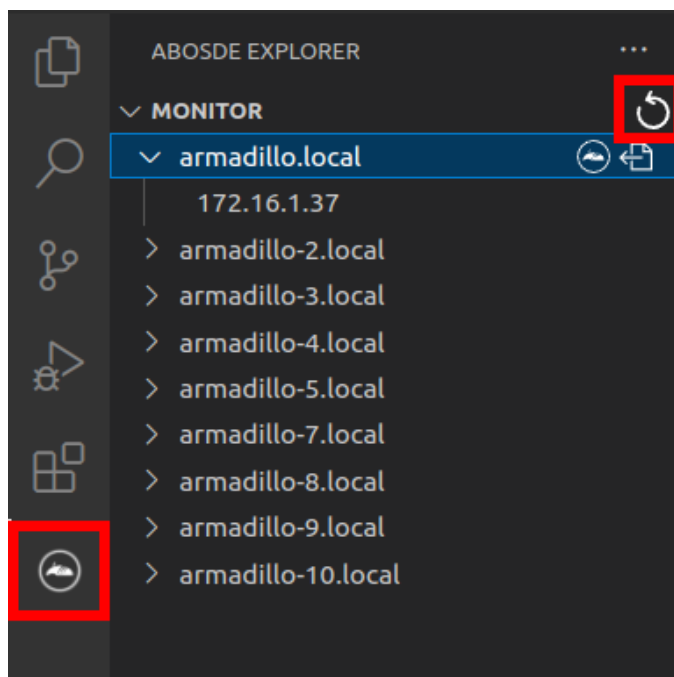 ABOSDE EXPLORER
MONITOR
armadillo.local
172.16.1.37
armadillo-2.local
armadillo-3.local
armadillo-4.local
armadillo-5.local
armadillo-7.local
armadillo-8.local
armadillo-9.local
armadillo-10.local